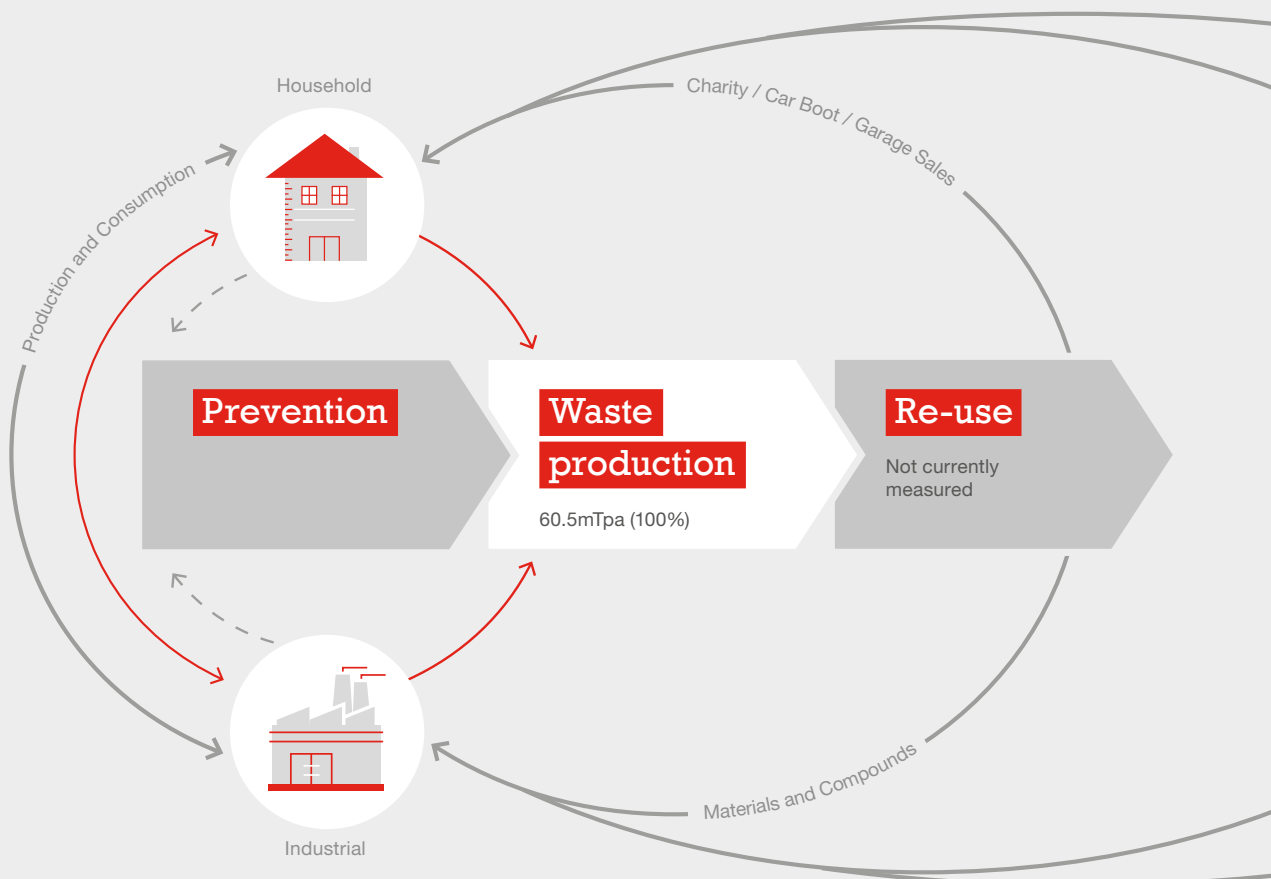 Household
Charity / Car Boot / Garage Sales
Production and Consumption
Prevention
Waste
production
60.5mTpa (100%)
Re-use
Not currently
measured
Materials and Compounds
Industrial